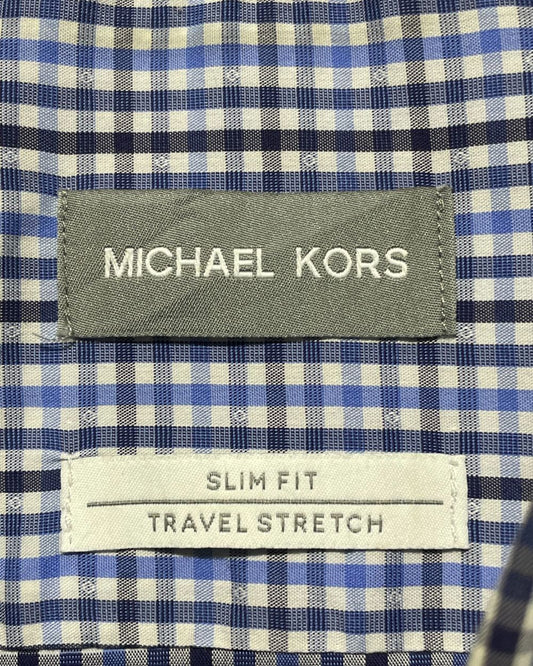 MICHAEL KORS
SLIM FIT
TRAVEL STRETCH